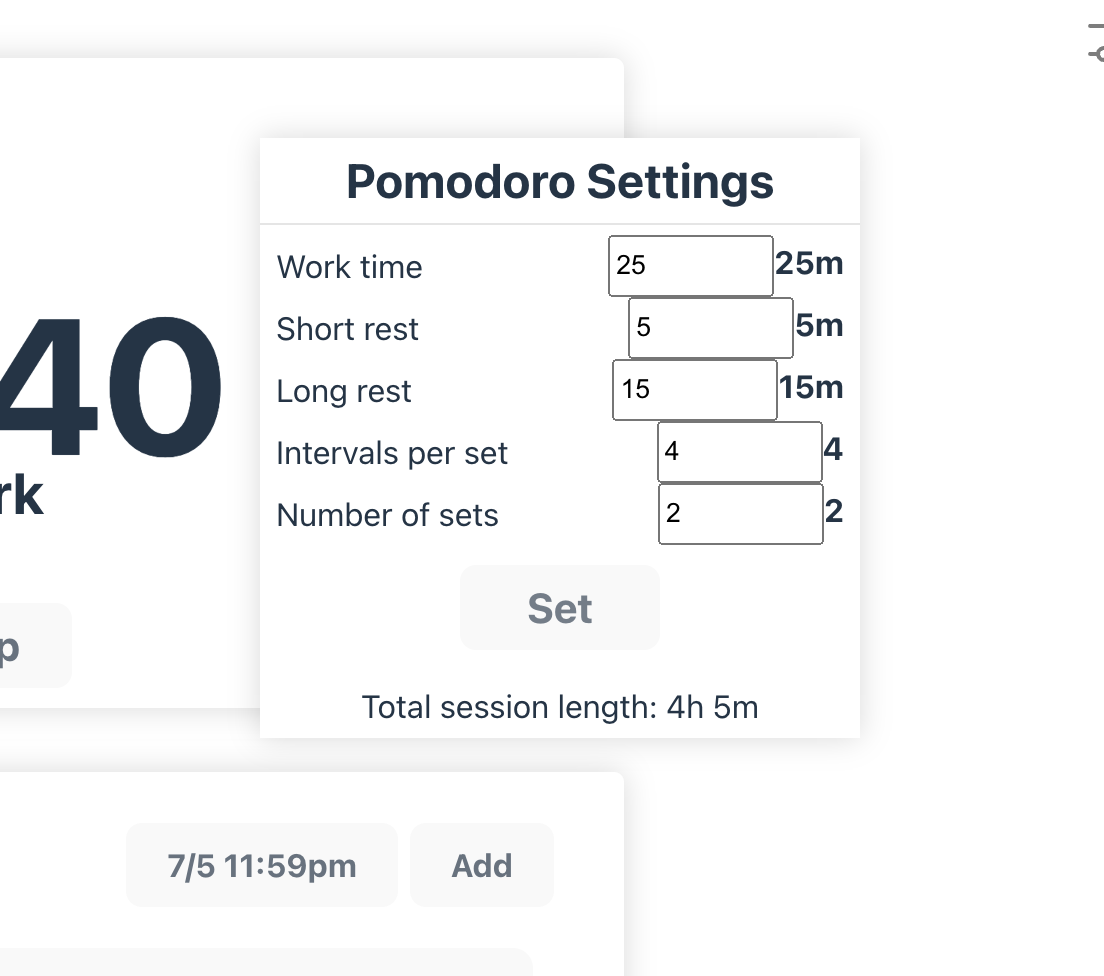 Pomodoro Settings
Work time 25 25m
Short rest 5 5m
Long rest 15 15m
40
Intervals per set 4 4
rk
Number of sets 2 2
Set
p
Total session length: 4h 5m
7/5 11:59pm Add